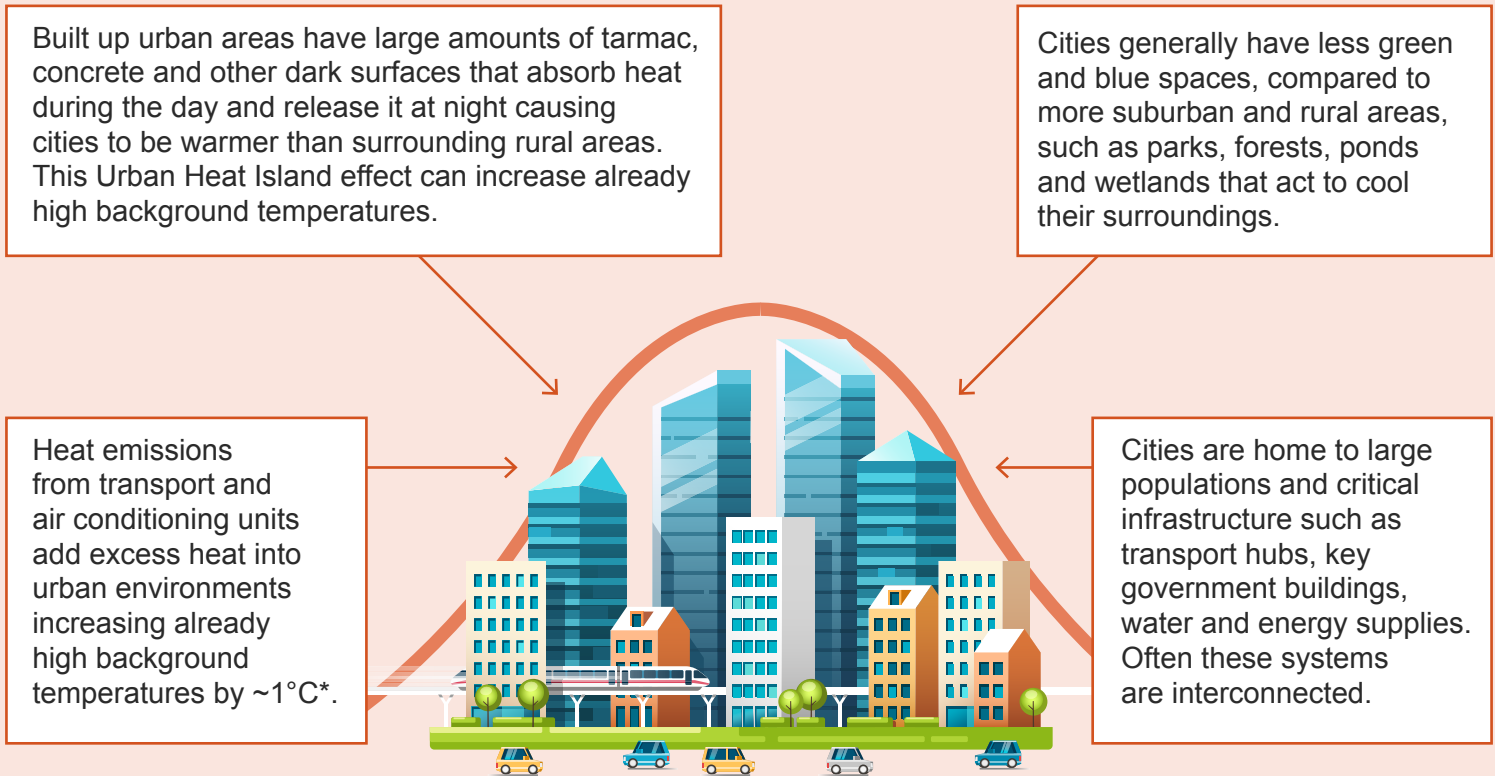 Built up urban areas have large amounts of tarmac,
concrete and other dark surfaces that absorb heat
during the day and release it at night causing
cities to be warmer than surrounding rural areas.
This Urban Heat Island effect can increase already
high background temperatures.
Cities generally have less green
and blue spaces, compared to
more suburban and rural areas,
such as parks, forests, ponds
and wetlands that act to cool
their surroundings.
Heat emissions
from transport and
air conditioning units
add excess heat into
urban environments
increasing already
high background
temperatures by ~1°C*.
Cities are home to large
populations and critical
infrastructure such as
transport hubs, key
government buildings,
water and energy supplies.
Often these systems
are interconnected.